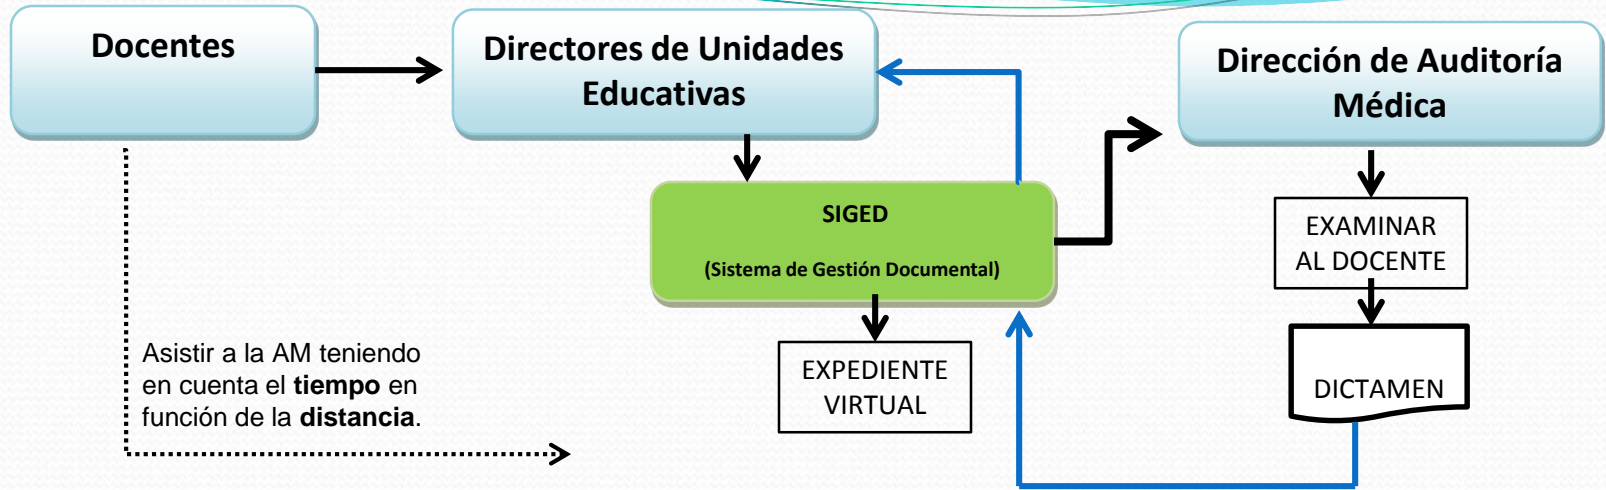 Docentes
Directores de Unidades
Educativas
Dirección de Auditoría
Médica
SIGED
(Sistema de Gestión Documental)
EXAMINAR
AL DOCENTE
Asistir a la AM teniendo
en cuenta el tiempo en
función de la distancia.
EXPEDIENTE
VIRTUAL
DICTAMEN